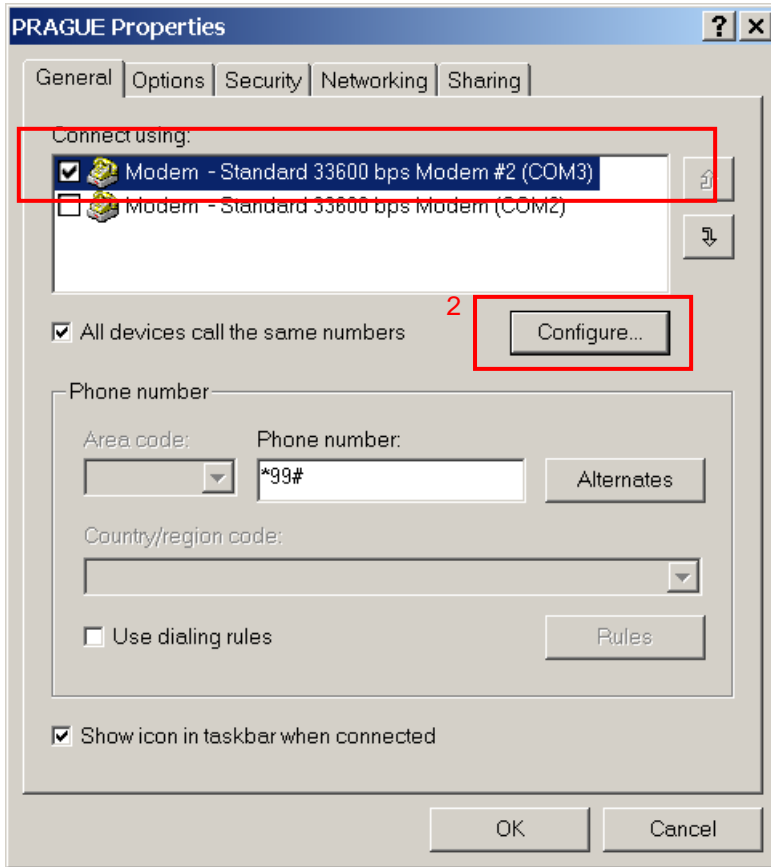 PRAGUE Properties
General Options Security Networking Sharing
Connect using:
Modem - Standard 33600 bps Modem #2 (COM3)
Modem - Standard 33600 bps Modem (COM2)
2
All devices call the same numbers Configure...
Phone number
Area code: Phone number:
*99# Alternates
Country/region code:
Use dialing rules Rules
Show icon in taskbar when connected
OK Cancel